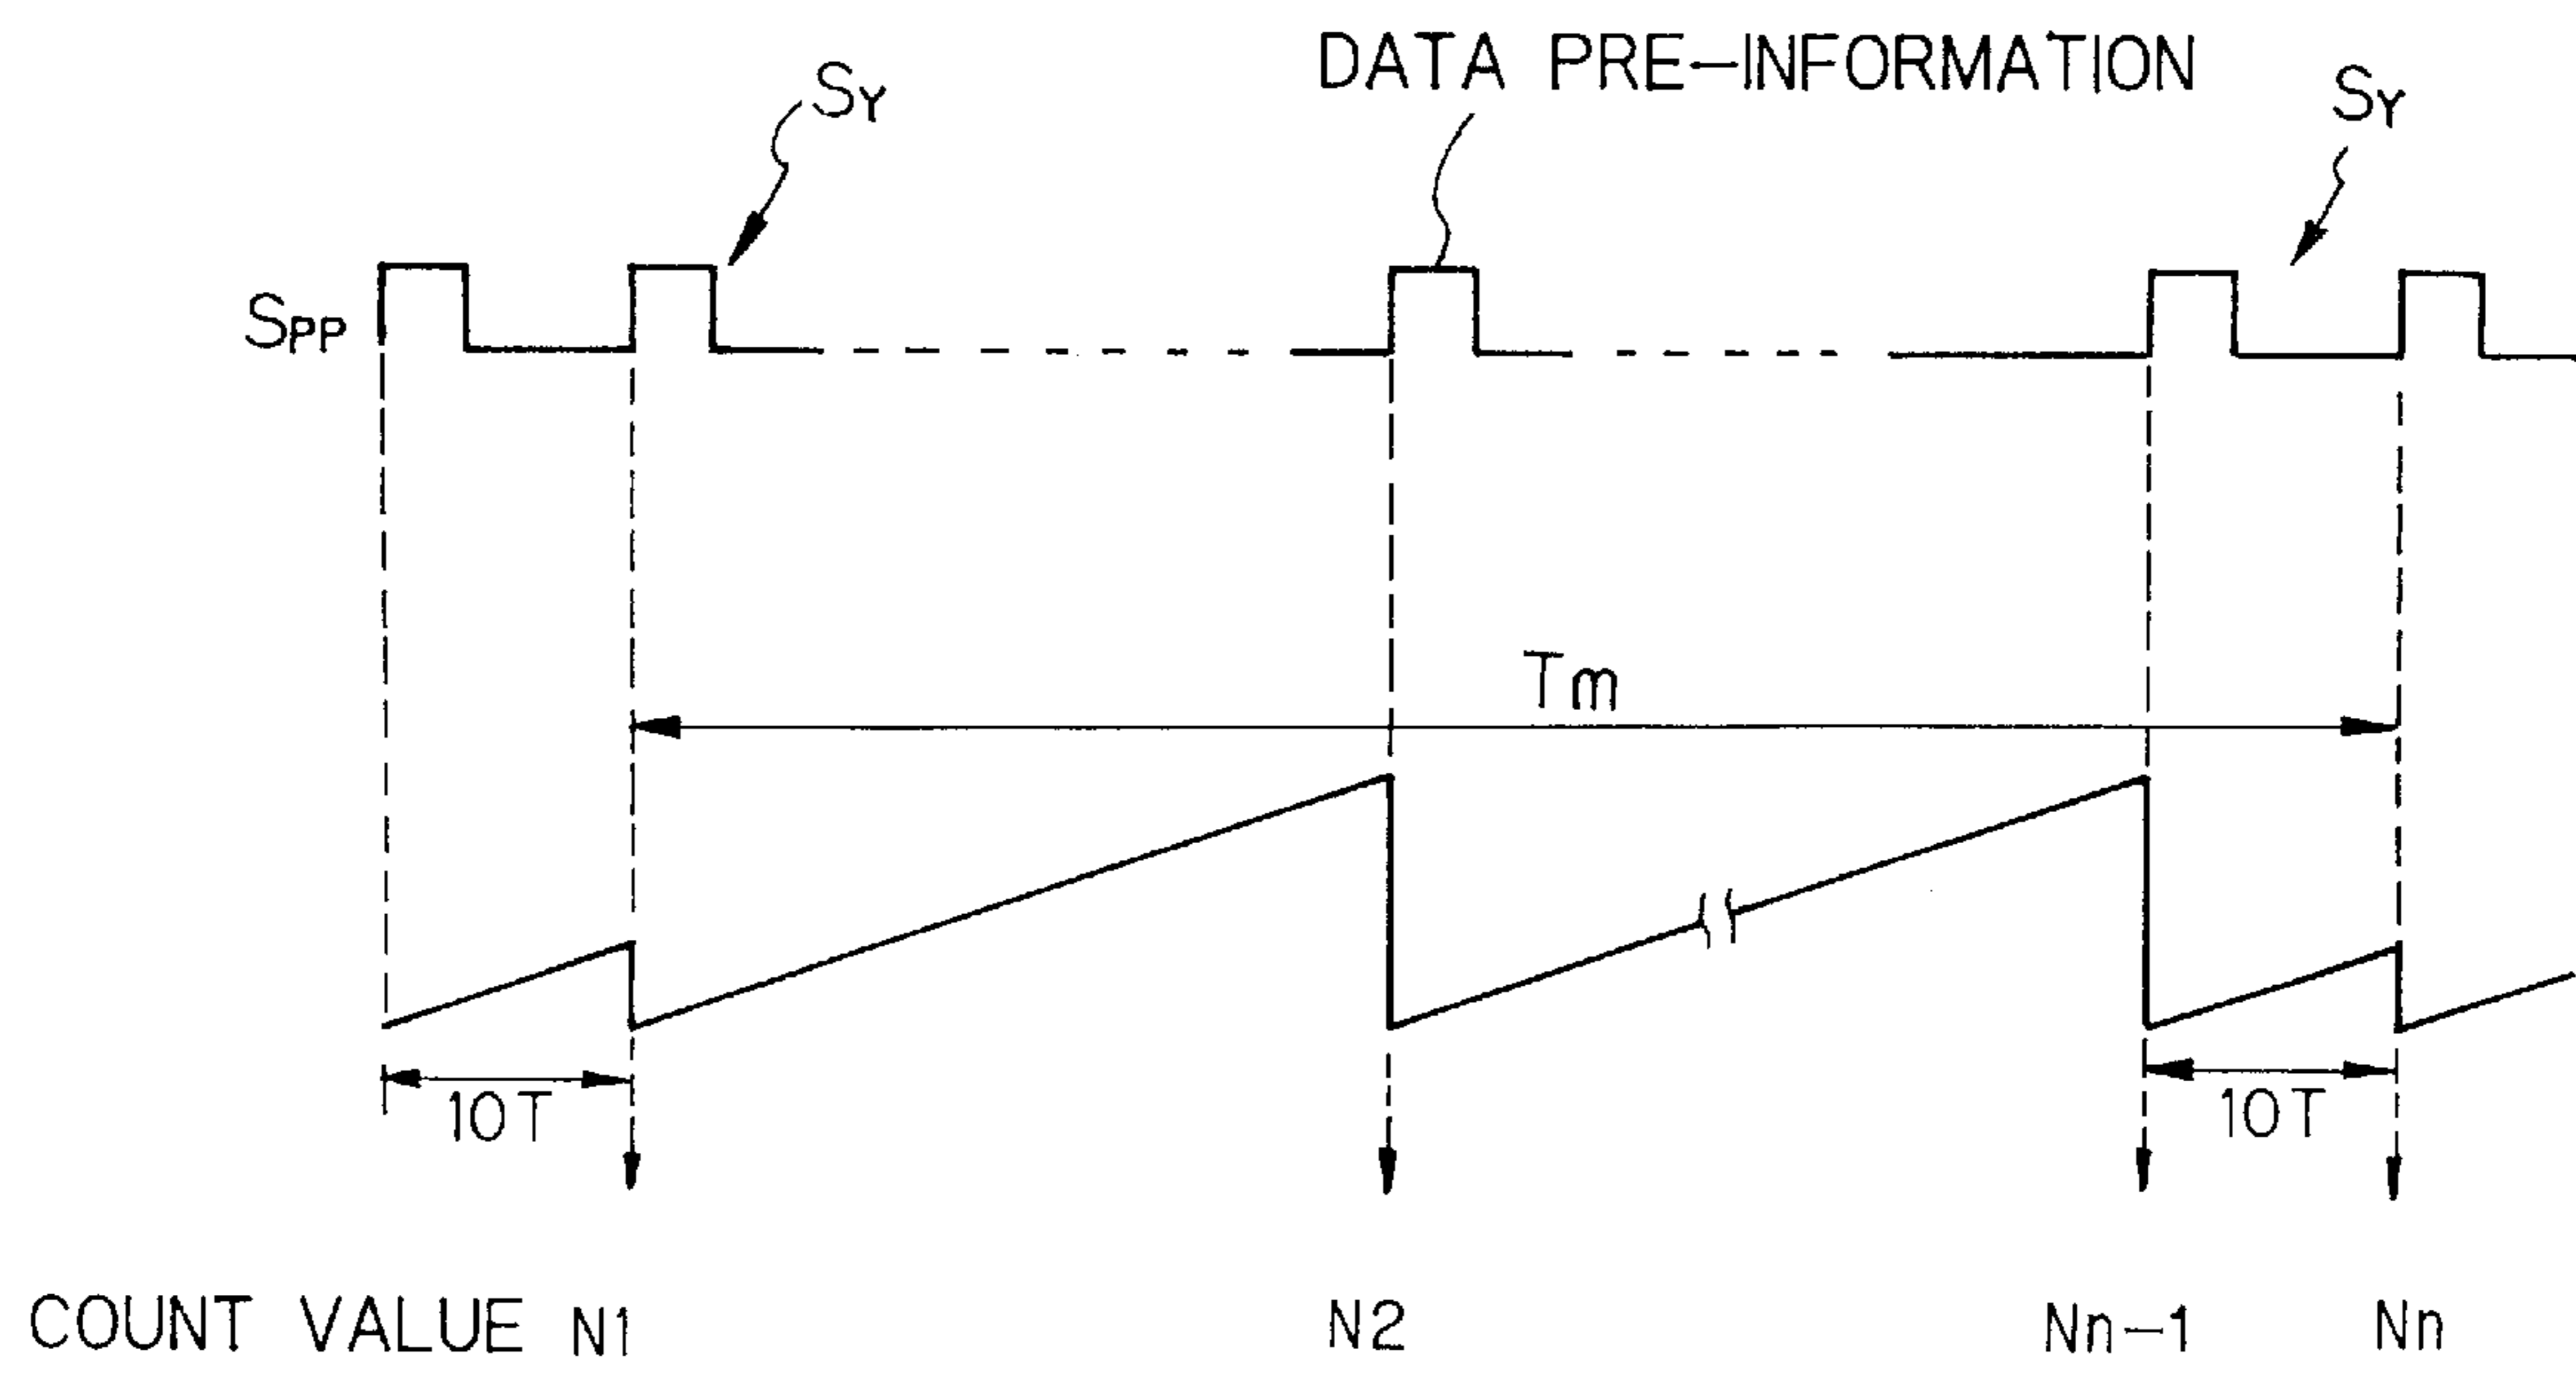 DATA PRE-INFORMATION
SY
SY
SPP
Tm
10T
10T
COUNT VALUE N1 N2 Nn-1 Nn